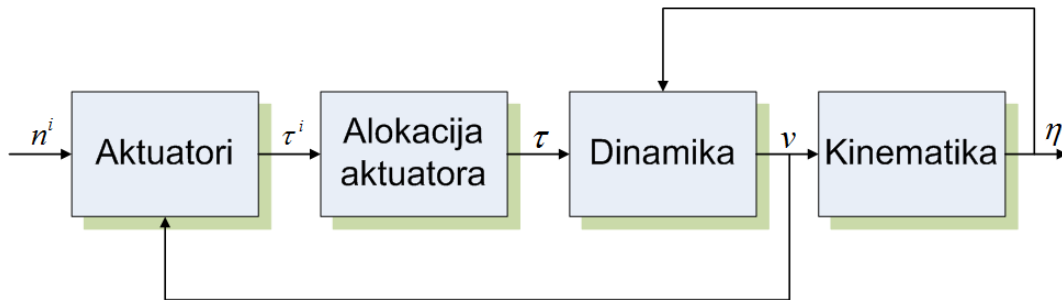 n^i
Aktuatori
τ^i
Alokacija
aktuatora
τ
Dinamika
ν
Kinematika
η